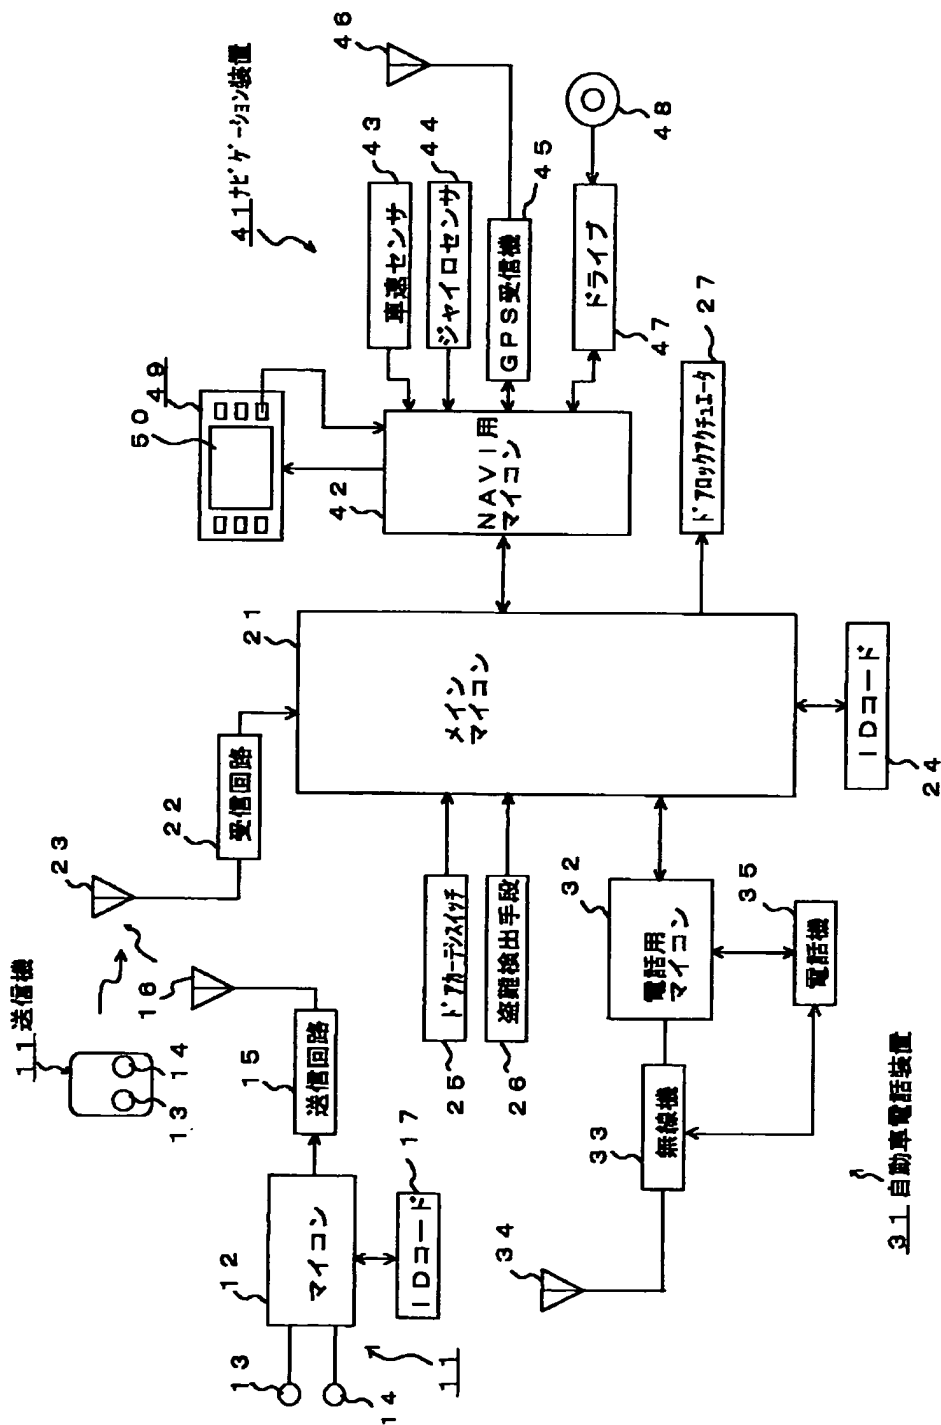 11 送信機
13
14
16
23
13
14
12
マイコン
11
17
IDコード
15
送信回路
22
受信回路
21
メイン
マイコン
25
ﾄﾞｱｶｰﾃｼｽｲｯﾁ
26
盗難検出手段
24
IDコード
27
ﾄﾞｱﾛｯｸｱｸﾁｭｴｰﾀ
31 自動車電話装置
32
電話用
マイコン
33
無線機
34
35
電話機
41 ﾅﾋﾞｹﾞｰｼｮﾝ装置
42
NAVI用
マイコン
43
車速センサ
44
ジャイロセンサ
45
GPS受信機
46
47
ドライブ
48
49
50